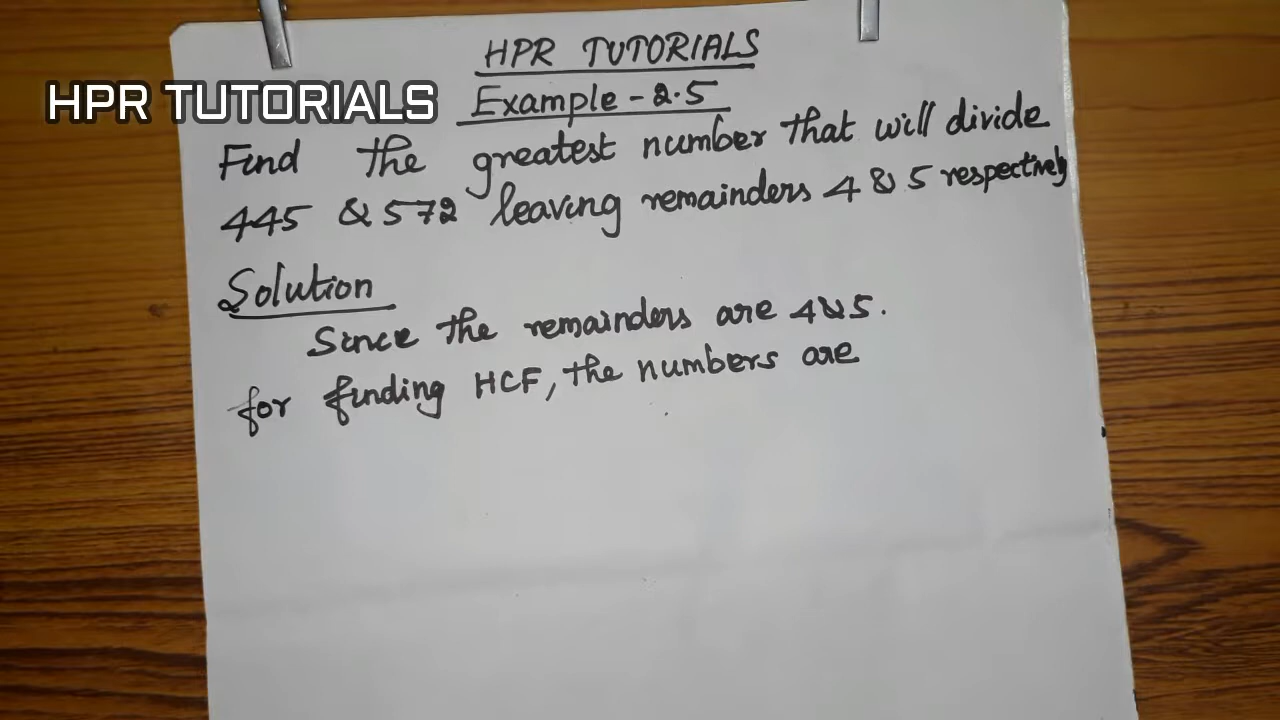 HPR TUTORIALS
HPR TUTORIALS
Example - 2.5
Find the greatest number that will divide
445 & 572 leaving remainders 4 & 5 respectively
Solution
Since the remainders are 4 & 5.
for finding HCF, the numbers are